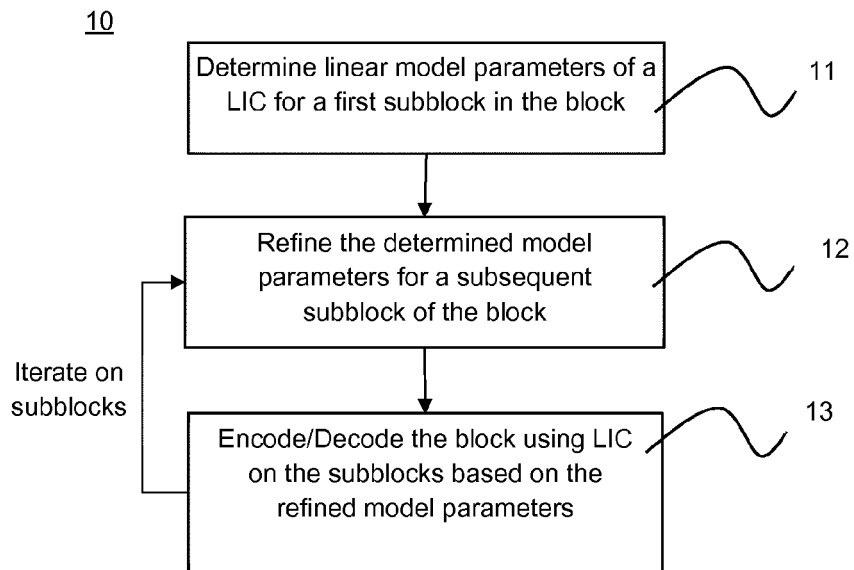 10
Determine linear model parameters of a
LIC for a first subblock in the block
11
Refine the determined model
parameters for a subsequent
subblock of the block
12
Iterate on
subblocks
Encode/Decode the block using LIC
on the subblocks based on the
refined model parameters
13